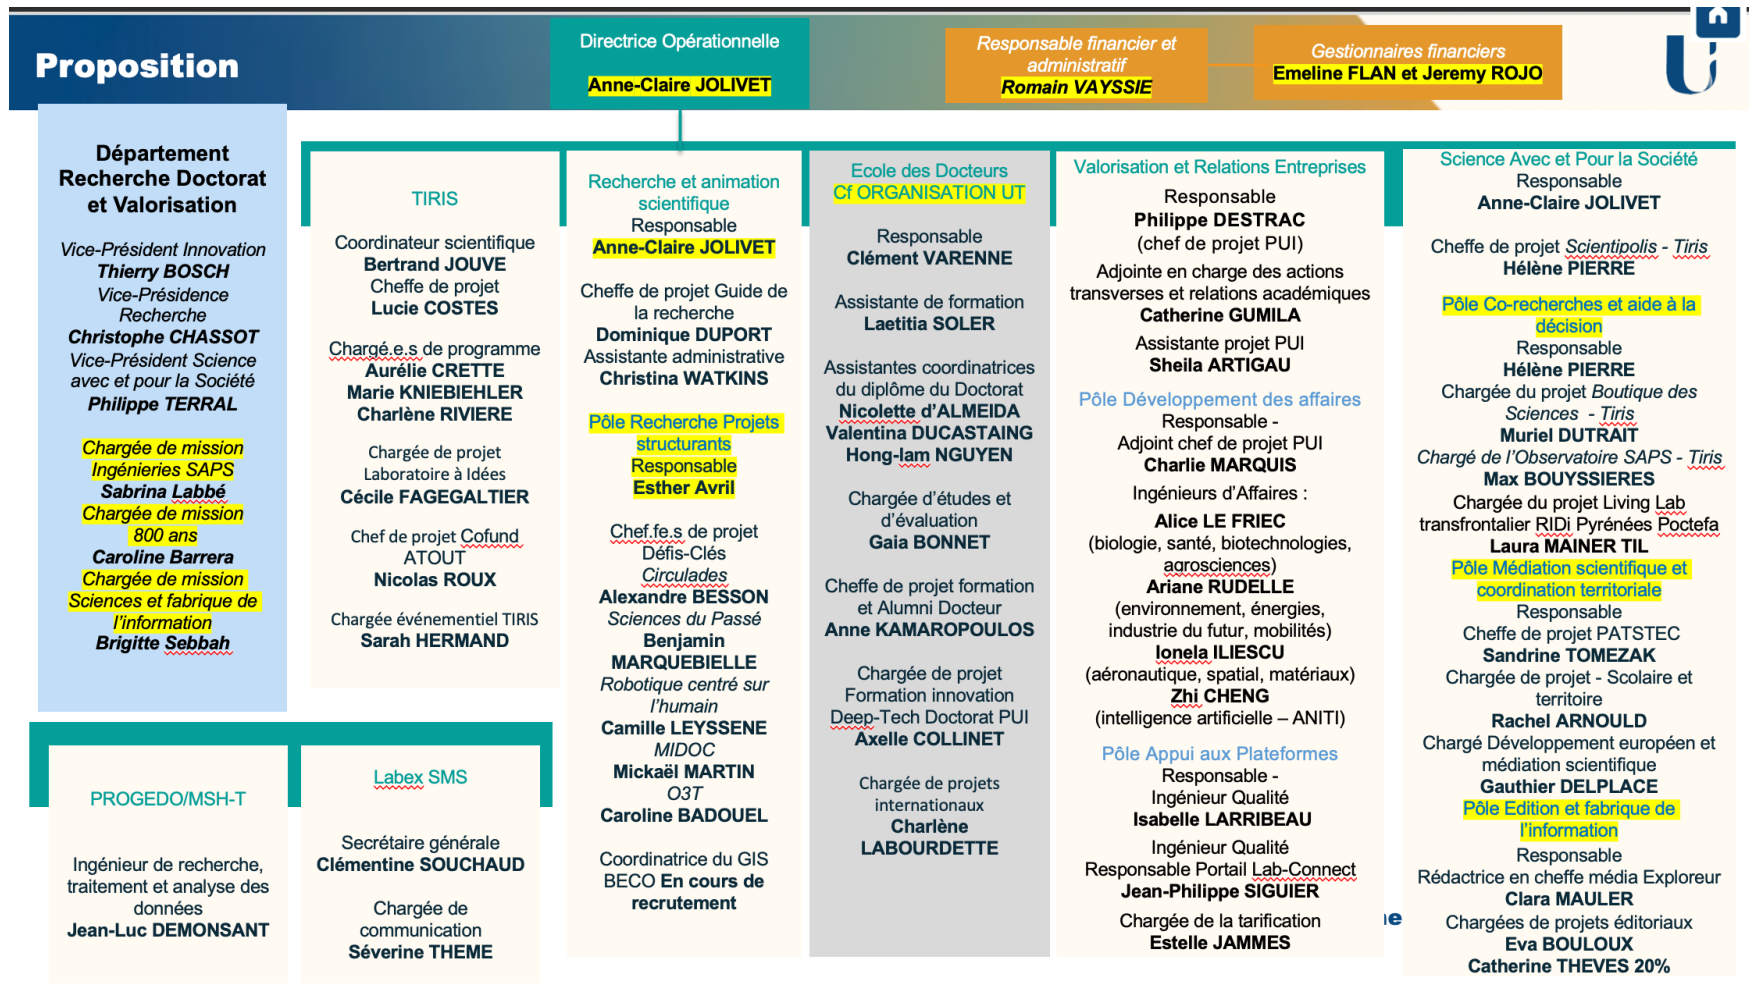 Proposition
Directrice Opérationnelle
Anne-Claire JOLIVET
Responsable financier et
administratif
Romain VAYSSIE
Gestionnaires financiers
Emeline FLAN et Jeremy ROJO
Département
Recherche Doctorat
et Valorisation
Vice-Président Innovation
Thierry BOSCH
Vice-Présidence
Recherche
Christophe CHASSOT
Vice-Président Science
avec et pour la Société
Philippe TERRAL
Chargée de mission
Ingénieries SAPS
Sabrina Labbé
Chargée de mission
800 ans
Caroline Barrera
Chargée de mission
Sciences et fabrique de
l'information
Brigitte Sebbah
TIRIS
Coordinateur scientifique
Bertrand JOUVE
Cheffe de projet
Lucie COSTES
Chargé.e.s de programme
Aurélie CRETTE
Marie KNIEBIEHLER
Charlène RIVIERE
Chargée de projet
Laboratoire à Idées
Cécile FAGEGALTIER
Chef de projet Cofund
ATOUT
Nicolas ROUX
Chargée événementiel TIRIS
Sarah HERMAND
Recherche et animation
scientifique
Responsable
Anne-Claire JOLIVET
Cheffe de projet Guide de
la recherche
Dominique DUPORT
Assistante administrative
Christina WATKINS
Pôle Recherche Projets
structurants
Responsable
Esther Avril
Chef.fe.s de projet
Défis-Clés
Circulades
Alexandre BESSON
Sciences du Passé
Benjamin
MARQUEBIELLE
Robotique centré sur
l'humain
Camille LEYSSENE
MIDOC
Mickaël MARTIN
O3T
Caroline BADOUEL
Coordinatrice du GIS
BECO En cours de
recrutement
Ecole des Docteurs
Cf ORGANISATION UT
Responsable
Clément VARENNE
Assistante de formation
Laetitia SOLER
Assistantes coordinatrices
du diplôme du Doctorat
Nicolette d'ALMEIDA
Valentina DUCASTAING
Hong-lam NGUYEN
Chargée d'études et
d'évaluation
Gaia BONNET
Cheffe de projet formation
et Alumni Docteur
Anne KAMAROPOULOS
Chargée de projet
Formation innovation
Deep-Tech Doctorat PUI
Axelle COLLINET
Chargée de projets
internationaux
Charlène
LABOURDETTE
Valorisation et Relations Entreprises
Responsable
Philippe DESTRAC
(chef de projet PUI)
Adjointe en charge des actions
transverses et relations académiques
Catherine GUMILA
Assistante projet PUI
Sheila ARTIGAU
Pôle Développement des affaires
Responsable -
Adjoint chef de projet PUI
Charlie MARQUIS
Ingénieurs d'Affaires :
Alice LE FRIEC
(biologie, santé, biotechnologies,
agrosciences)
Ariane RUDELLE
(environnement, énergies,
industrie du futur, mobilités)
Ionela ILIESCU
(aéronautique, spatial, matériaux)
Zhi CHENG
(intelligence artificielle – ANITI)
Pôle Appui aux Plateformes
Responsable -
Ingénieur Qualité
Isabelle LARRIBEAU
Ingénieur Qualité
Responsable Portail Lab-Connect
Jean-Philippe SIGUIER
Chargée de la tarification
Estelle JAMMES
Science Avec et Pour la Société
Responsable
Anne-Claire JOLIVET
Cheffe de projet Scientipolis - Tiris
Hélène PIERRE
Pôle Co-recherches et aide à la
décision
Responsable
Hélène PIERRE
Chargée du projet Boutique des
Sciences - Tiris
Muriel DUTRAIT
Chargé de l'Observatoire SAPS - Tiris
Max BOUYSSIERES
Chargée du projet Living Lab
transfrontalier RIDi Pyrénées Poctefa
Laura MAINER TIL
Pôle Médiation scientifique et
coordination territoriale
Responsable
Cheffe de projet PATSTEC
Sandrine TOMEZAK
Chargée de projet - Scolaire et
territoire
Rachel ARNOULD
Chargé Développement européen et
médiation scientifique
Gauthier DELPLACE
Pôle Edition et fabrique de
l'information
Responsable
Rédactrice en cheffe média Exploreur
Clara MAULER
Chargées de projets éditoriaux
Eva BOULOUX
Catherine THEVES 20%
PROGEDO/MSH-T
Ingénieur de recherche,
traitement et analyse des
données
Jean-Luc DEMONSANT
Labex SMS
Secrétaire générale
Clémentine SOUCHAUD
Chargée de
communication
Séverine THEME